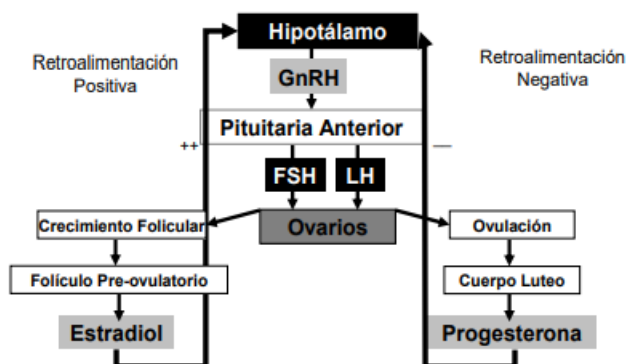 Hipotálamo
Retroalimentación
Positiva
Retroalimentación
Negativa
GnRH
Pituitaria Anterior
++
—
FSH
LH
Crecimiento Folicular
Ovarios
Ovulación
Folículo Pre-ovulatorio
Cuerpo Luteo
Estradiol
Progesterona